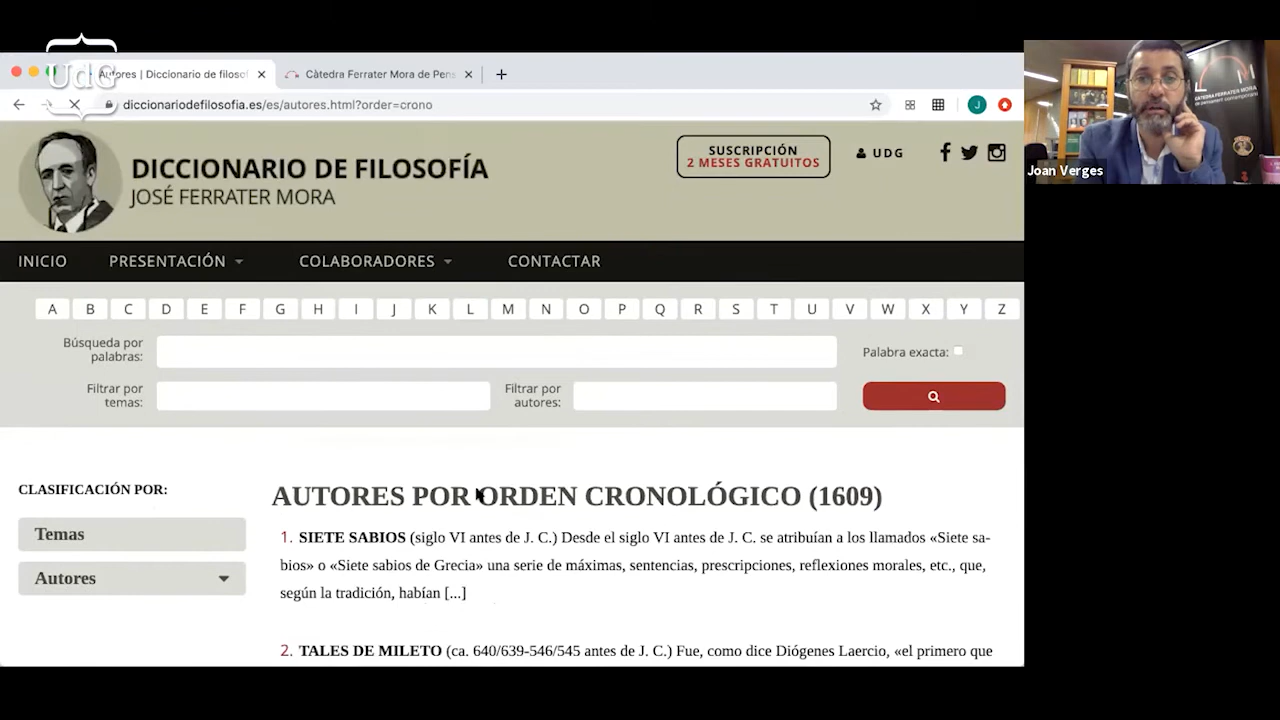 UdG
Autores | Diccionario de filosof
Càtedra Ferrater Mora de Pens
diccionariodefilosofia.es/es/autores.html?order=crono
J
DICCIONARIO DE FILOSOFÍA
JOSÉ FERRATER MORA
SUSCRIPCIÓN
2 MESES GRATUITOS
UDG
INICIO PRESENTACIÓN COLABORADORES CONTACTAR
A B C D E F G H I J K L M N O P Q R S T U V W X Y Z
Búsqueda por
palabras:
Palabra exacta:
Filtrar por
temas:
Filtrar por
autores:
CLASIFICACIÓN POR:
Temas
Autores
AUTORES POR ORDEN CRONOLÓGICO (1609)
1. SIETE SABIOS (siglo VI antes de J. C.) Desde el siglo VI antes de J. C. se atribuían a los llamados «Siete sa-
bios» o «Siete sabios de Grecia» una serie de máximas, sentencias, prescripciones, reflexiones morales, etc., que,
según la tradición, habían [...]
2. TALES DE MILETO (ca. 640/639-546/545 antes de J. C.) Fue, como dice Diógenes Laercio, «el primero que
CÀTEDRA FERRATER MORA
Joan Verges